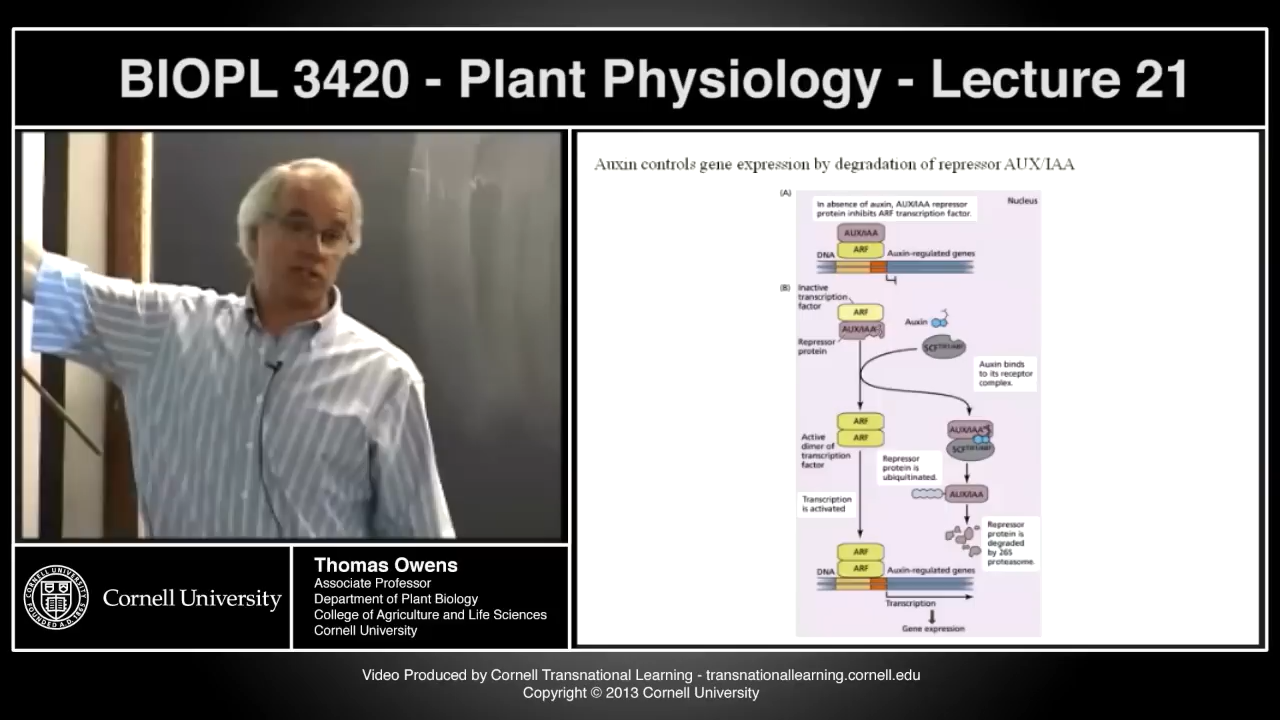 BIOPL 3420 - Plant Physiology - Lecture 21
Auxin controls gene expression by degradation of repressor AUX/IAA
(A)
In absence of auxin, AUX/IAA repressor
protein inhibits ARF transcription factor.
Nucleus
AUX/IAA
ARF
DNA
Auxin-regulated genes
(B)
Inactive
transcription
factor
ARF
AUX/IAA
Repressor
protein
Auxin
Auxin binds
to its receptor
complex.
ARF
ARF
Active
dimer of
transcription
factor
AUX/IAA
Repressor
protein is
ubiquitinated.
AUX/IAA
Transcription
is activated
Repressor
protein is
degraded
by 26S
proteasome.
ARF
ARF
DNA
Auxin-regulated genes
Transcription
Gene expression
Cornell University
Thomas Owens
Associate Professor
Department of Plant Biology
College of Agriculture and Life Sciences
Cornell University
Video Produced by Cornell Transnational Learning - transnationallearning.cornell.edu
Copyright © 2013 Cornell University